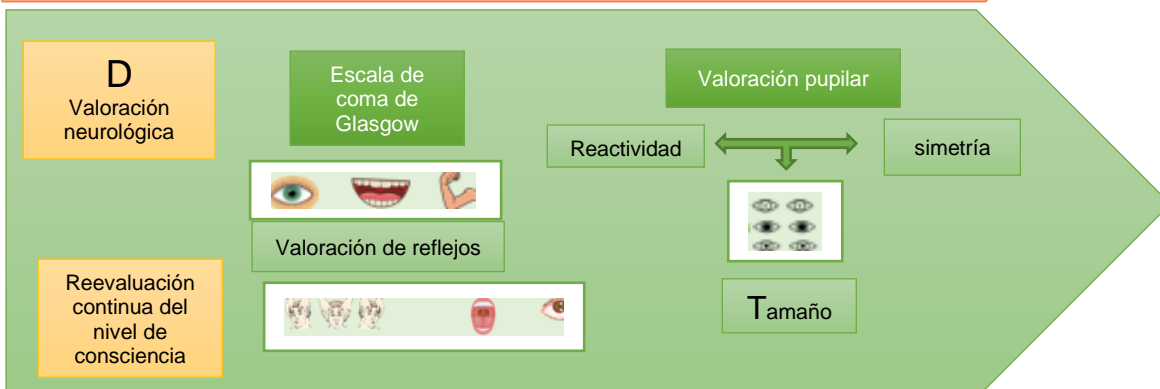 D
Valoración
neurológica
Escala de
coma de
Glasgow
Valoración pupilar
Reactividad
simetría
Valoración de reflejos
Tamaño
Reevaluación
continua del
nivel de
consciencia